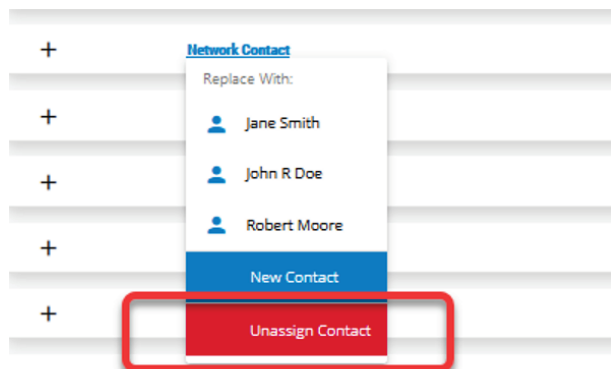 +
Network Contact
Replace With:
+
Jane Smith
+
John R Doe
Robert Moore
+
New Contact
+
Unassign Contact